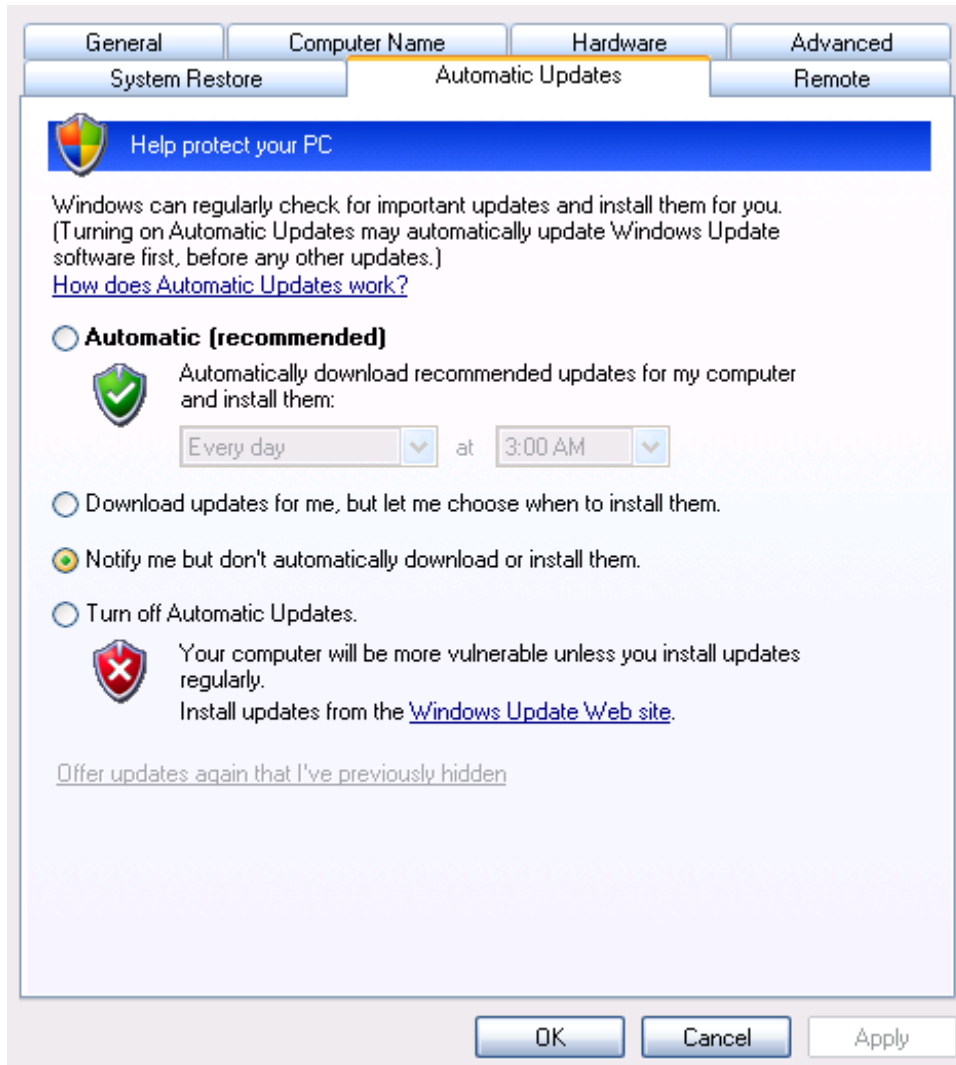 General Computer Name Hardware Advanced
System Restore Automatic Updates Remote
Help protect your PC
Windows can regularly check for important updates and install them for you.
(Turning on Automatic Updates may automatically update Windows Update
software first, before any other updates.)
How does Automatic Updates work?
Automatic (recommended)
Automatically download recommended updates for my computer
and install them:
Every day at 3:00 AM
Download updates for me, but let me choose when to install them.
Notify me but don't automatically download or install them.
Turn off Automatic Updates.
Your computer will be more vulnerable unless you install updates
regularly.
Install updates from the Windows Update Web site.
Offer updates again that I've previously hidden
OK Cancel Apply